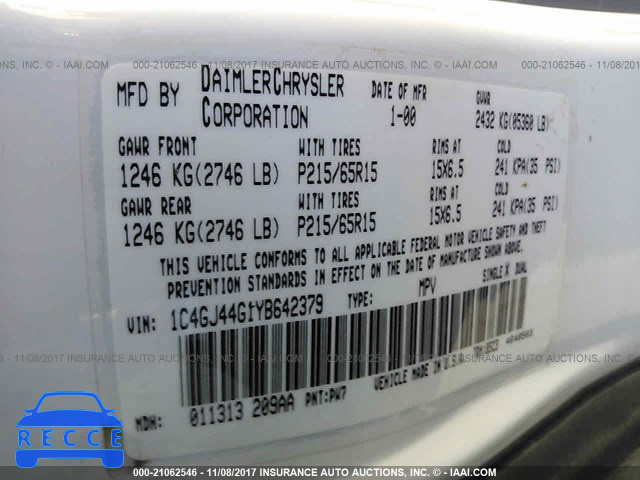 000-21062546 - 11/08/2017 INSURANCE AUTO AUCTIONS, INC. - © IAAI.COM
MFD BY DAIMLERCHRYSLER CORPORATION
DATE OF MFR 1-00
GVWR 2432 KG(05360 LB)
GAWR FRONT WITH TIRES RIMS AT COLD
1246 KG(2746 LB) P215/65R15 15X6.5 241 KPA(35 PSI)
GAWR REAR WITH TIRES RIMS AT COLD
1246 KG(2746 LB) P215/65R15 15X6.5 241 KPA(35 PSI)
THIS VEHICLE CONFORMS TO ALL APPLICABLE FEDERAL MOTOR VEHICLE SAFETY AND THEFT
PREVENTION STANDARDS IN EFFECT ON THE DATE OF MANUFACTURE SHOWN ABOVE.
VIN: 1C4GJ44G1YB642379 TYPE: MPV SINGLE X DUAL
VEHICLE MADE IN U.S.
MDH: 011313 209AA PNT:PW7
RECCE
000-21062546 - 11/08/2017 INSURANCE AUTO AUCTIONS, INC. - © IAAI.COM